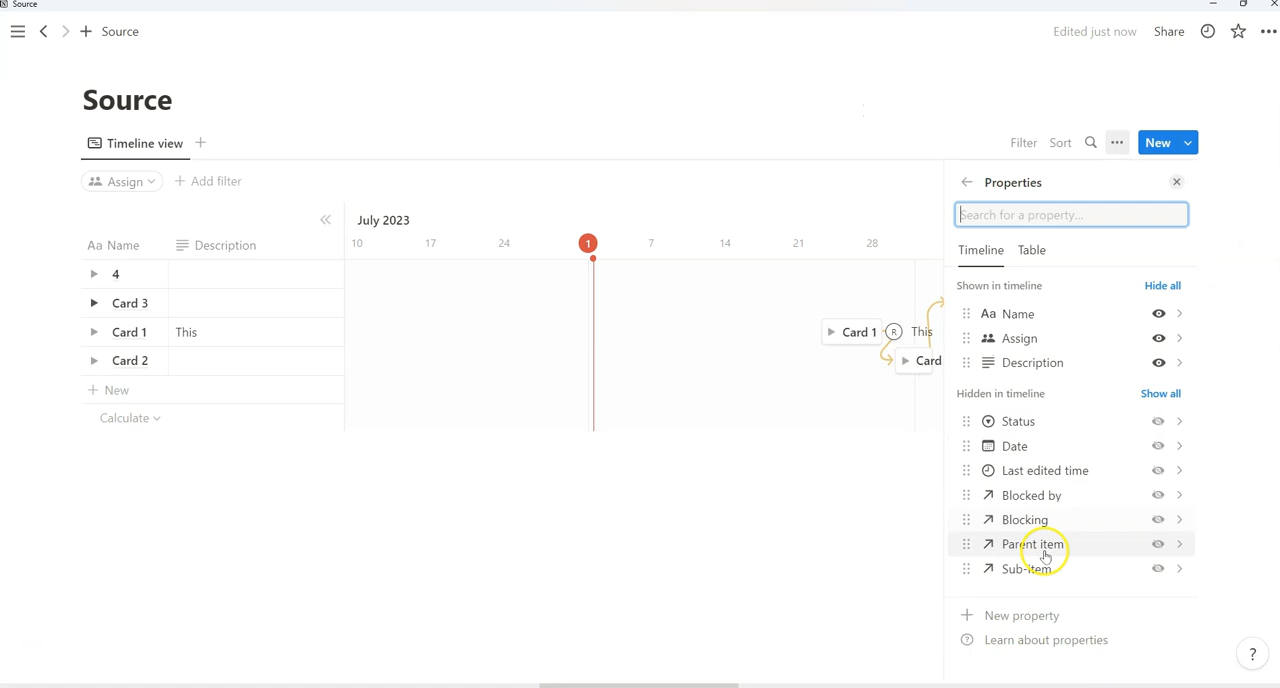 Source
Source
Edited just now
Share
Source
Timeline view
Filter
Sort
New
Assign
Add filter
Properties
Search for a property...
Timeline
Table
July 2023
Aa Name
Description
10
17
24
1
7
14
21
28
4
Card 3
Card 1
This
Card 2
New
Calculate
Card 1
R
This
Card
Shown in timeline
Hide all
Aa Name
Assign
Description
Hidden in timeline
Show all
Status
Date
Last edited time
Blocked by
Blocking
Parent item
Sub-item
New property
Learn about properties
?